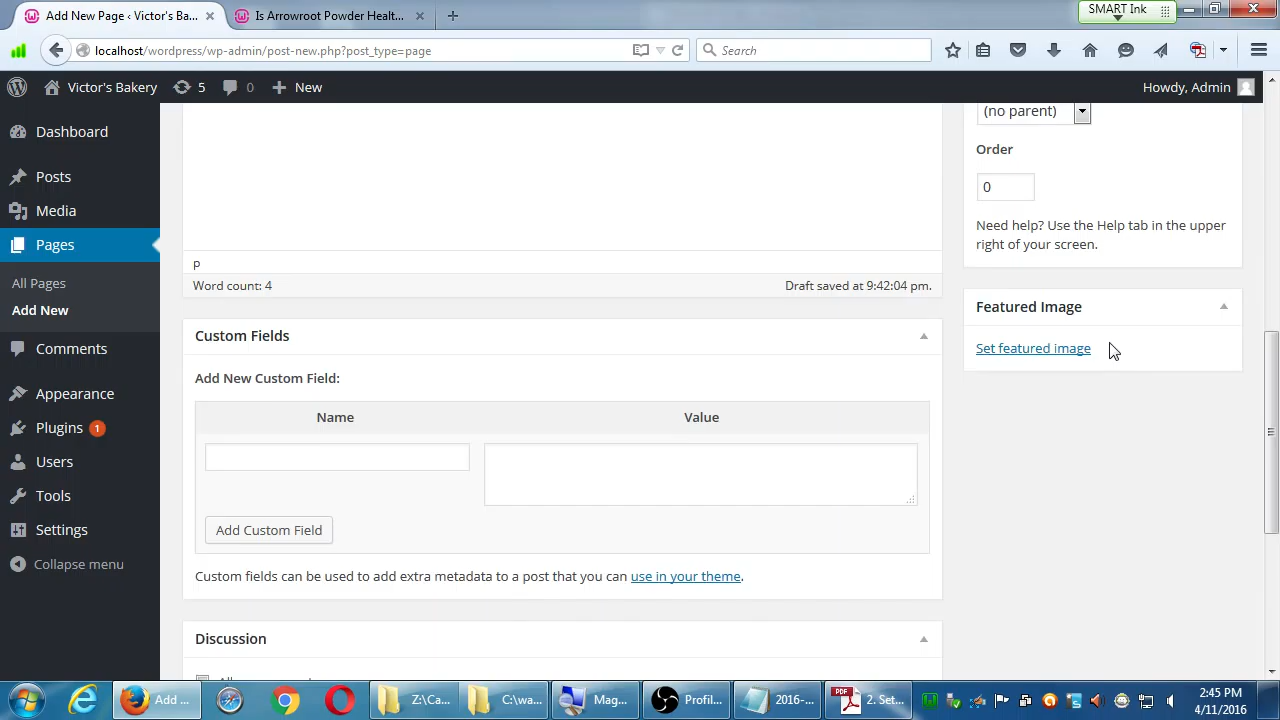 Add New Page ‹ Victor's Ba...
Is Arrowroot Powder Healt...
SMART Ink
localhost/wordpress/wp-admin/post-new.php?post_type=page
Search
Victor's Bakery
5
0
New
Howdy, Admin
Dashboard
Posts
Media
Pages
All Pages
Add New
Comments
Appearance
Plugins 1
Users
Tools
Settings
Collapse menu
p
Word count: 4
Draft saved at 9:42:04 pm.
Custom Fields
Add New Custom Field:
Name
Value
Add Custom Field
Custom fields can be used to add extra metadata to a post that you can use in your theme.
Discussion
(no parent)
Order
0
Need help? Use the Help tab in the upper
right of your screen.
Featured Image
Set featured image
Add ...
Z:\Ca...
C:\wa...
Mag...
Profil...
2016-...
PDF
2. Set...
2:45 PM
4/11/2016